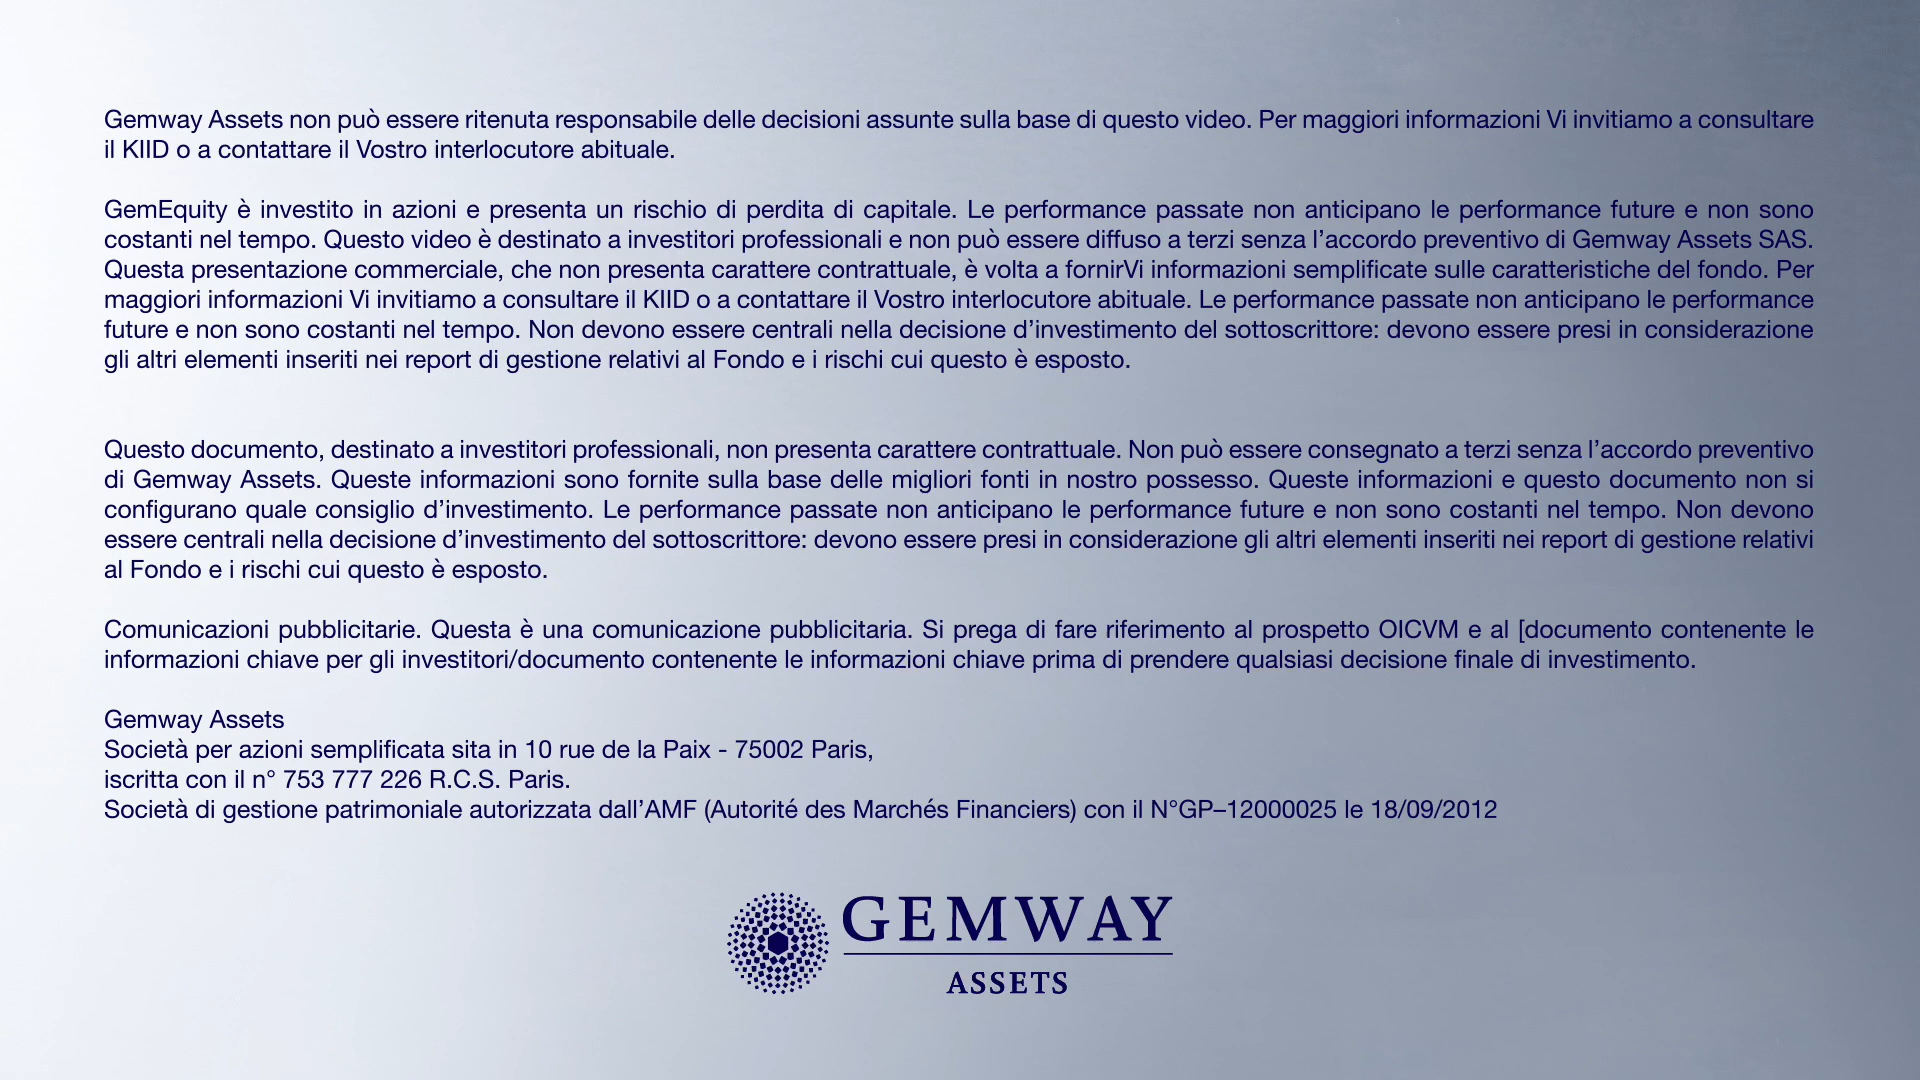 Gemway Assets non può essere ritenuta responsabile delle decisioni assunte sulla base di questo video. Per maggiori informazioni Vi invitiamo a consultare
il KIID o a contattare il Vostro interlocutore abituale.
GemEquity è investito in azioni e presenta un rischio di perdita di capitale. Le performance passate non anticipano le performance future e non sono
costanti nel tempo. Questo video è destinato a investitori professionali e non può essere diffuso a terzi senza l’accordo preventivo di Gemway Assets SAS.
Questa presentazione commerciale, che non presenta carattere contrattuale, è volta a fornirVi informazioni semplificate sulle caratteristiche del fondo. Per
maggiori informazioni Vi invitiamo a consultare il KIID o a contattare il Vostro interlocutore abituale. Le performance passate non anticipano le performance
future e non sono costanti nel tempo. Non devono essere centrali nella decisione d’investimento del sottoscrittore: devono essere presi in considerazione
gli altri elementi inseriti nei report di gestione relativi al Fondo e i rischi cui questo è esposto.
Questo documento, destinato a investitori professionali, non presenta carattere contrattuale. Non può essere consegnato a terzi senza l’accordo preventivo
di Gemway Assets. Queste informazioni sono fornite sulla base delle migliori fonti in nostro possesso. Queste informazioni e questo documento non si
configurano quale consiglio d’investimento. Le performance passate non anticipano le performance future e non sono costanti nel tempo. Non devono
essere centrali nella decisione d’investimento del sottoscrittore: devono essere presi in considerazione gli altri elementi inseriti nei report di gestione relativi
al Fondo e i rischi cui questo è esposto.
Comunicazioni pubblicitarie. Questa è una comunicazione pubblicitaria. Si prega di fare riferimento al prospetto OICVM e al [documento contenente le
informazioni chiave per gli investitori/documento contenente le informazioni chiave prima di prendere qualsiasi decisione finale di investimento.
Gemway Assets
Società per azioni semplificata sita in 10 rue de la Paix - 75002 Paris,
iscritta con il n° 753 777 226 R.C.S. Paris.
Società di gestione patrimoniale autorizzata dall’AMF (Autorité des Marchés Financiers) con il N°GP–12000025 le 18/09/2012
GEMWAY
ASSETS